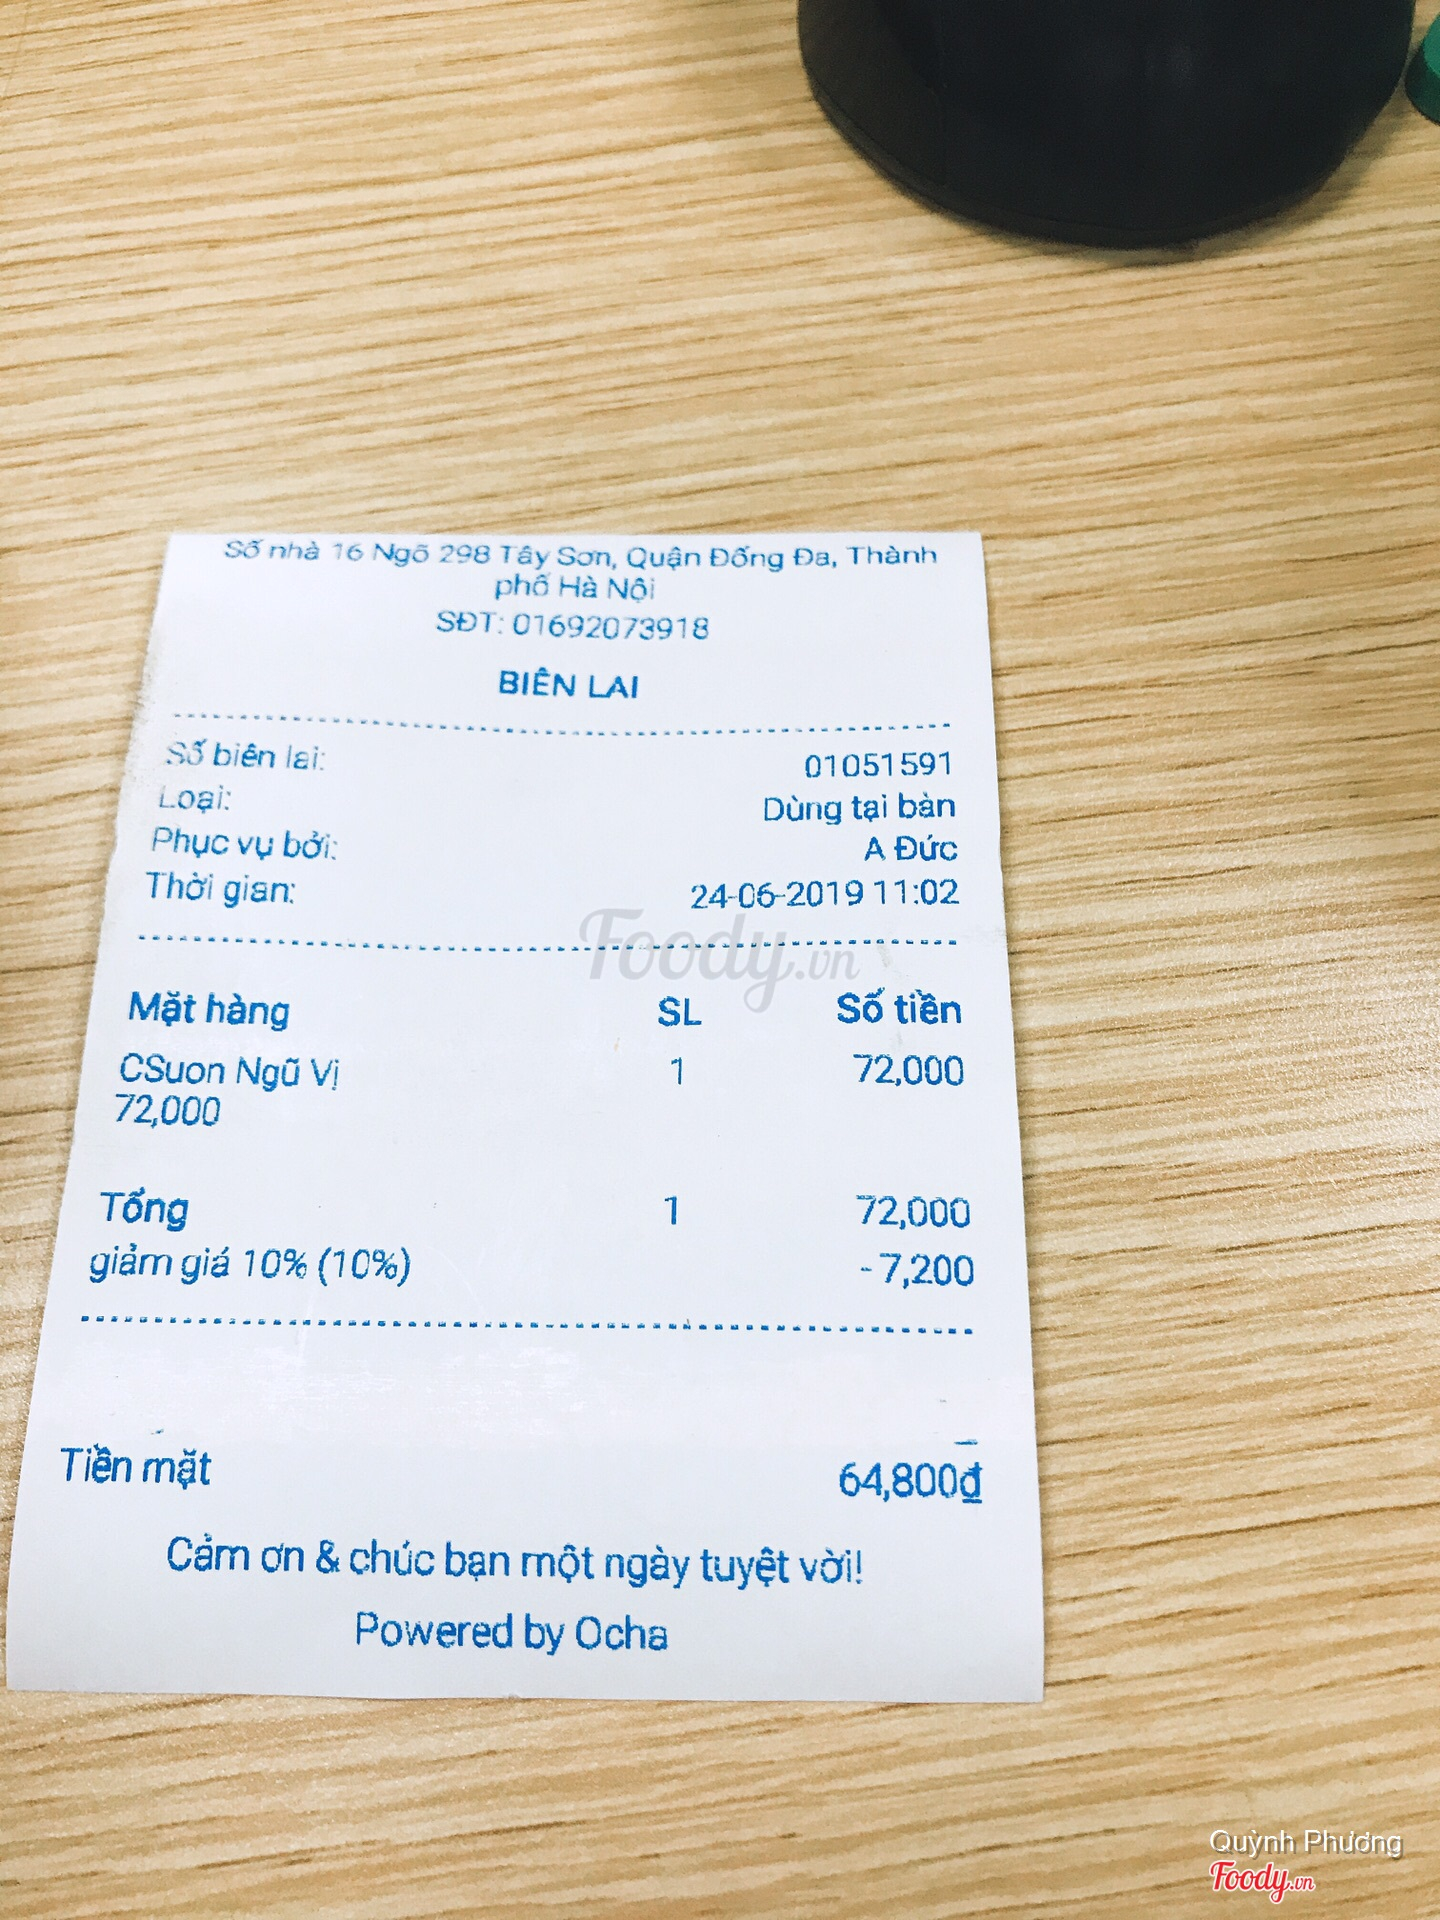 Số nhà 16 Ngõ 298 Tây Sơn, Quận Đống Đa, Thành
phố Hà Nội
SĐT: 01692073918
BIÊN LAI
Số biên lai: 01051591
Loại: Dùng tại bàn
Phục vụ bởi: A Đức
Thời gian: 24-06-2019 11:02
Foody.vn
Mặt hàng SL Số tiền
CSuon Ngũ Vị 1 72,000
72,000
Tổng 1 72,000
giảm giá 10% (10%) -7,200
Tiền mặt 64,800₫
Cảm ơn & chúc bạn một ngày tuyệt vời!
Powered by Ocha
Quỳnh Phương
Foody.vn